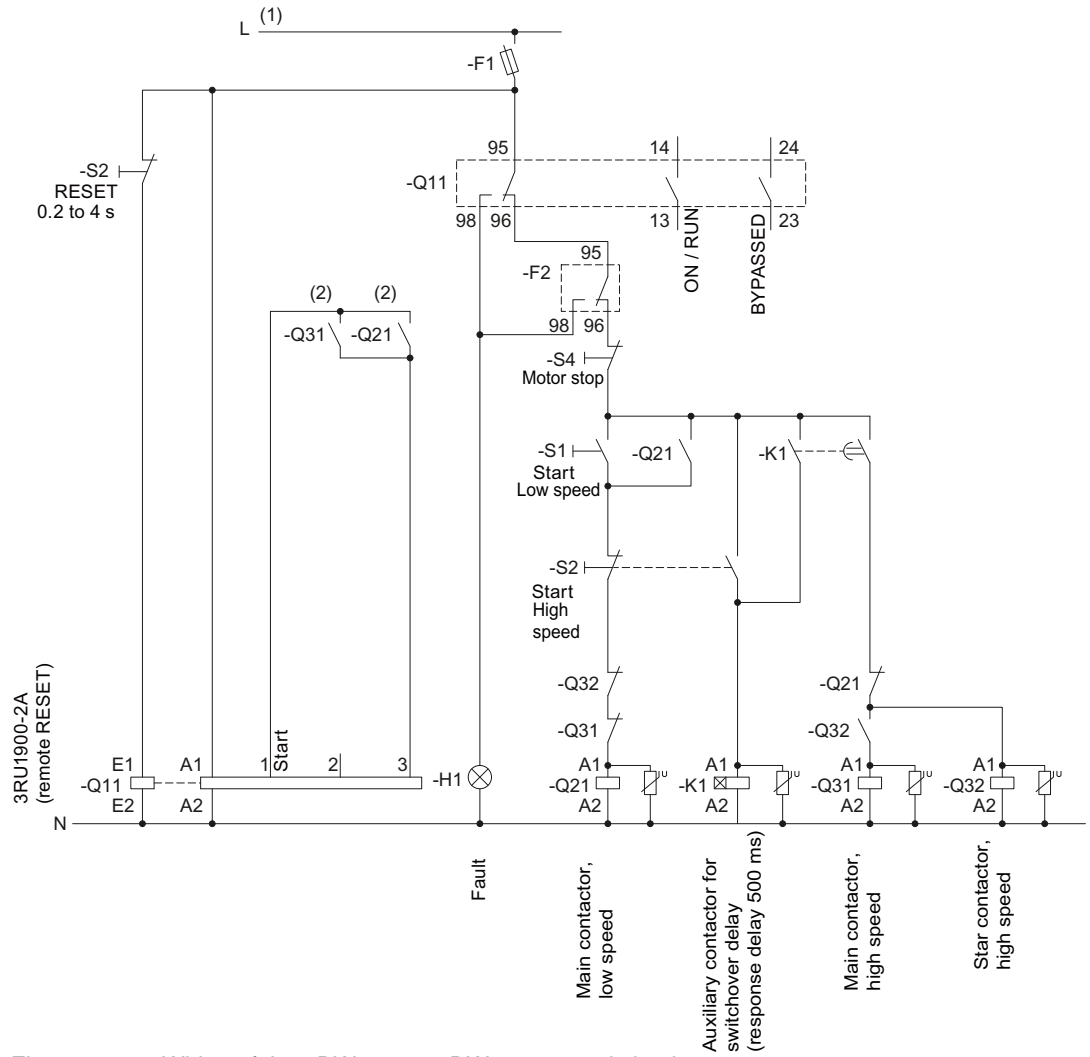 L (1)
-F1
-S2
RESET
0.2 to 4 s
95
14
24
-Q11
98
96
13
23
ON / RUN
BYPASSED
95
-F2
98
96
(2)
(2)
-Q31
-Q21
-S4
Motor stop
-S1
Start
Low speed
-Q21
-K1
-S2
Start
High
speed
-Q32
-Q31
-Q21
-Q32
3RU1900-2A
(remote RESET)
E1
A1
1
Start
2
3
-Q11
E2
A2
-H1
A1
-Q21
A2
U
A1
-K1
A2
U
A1
-Q31
A2
U
A1
-Q32
A2
U
N
Fault
Main contactor,
low speed
Auxiliary contactor for
switchover delay
(response delay 500 ms)
Main contactor,
high speed
Star contactor,
high speed